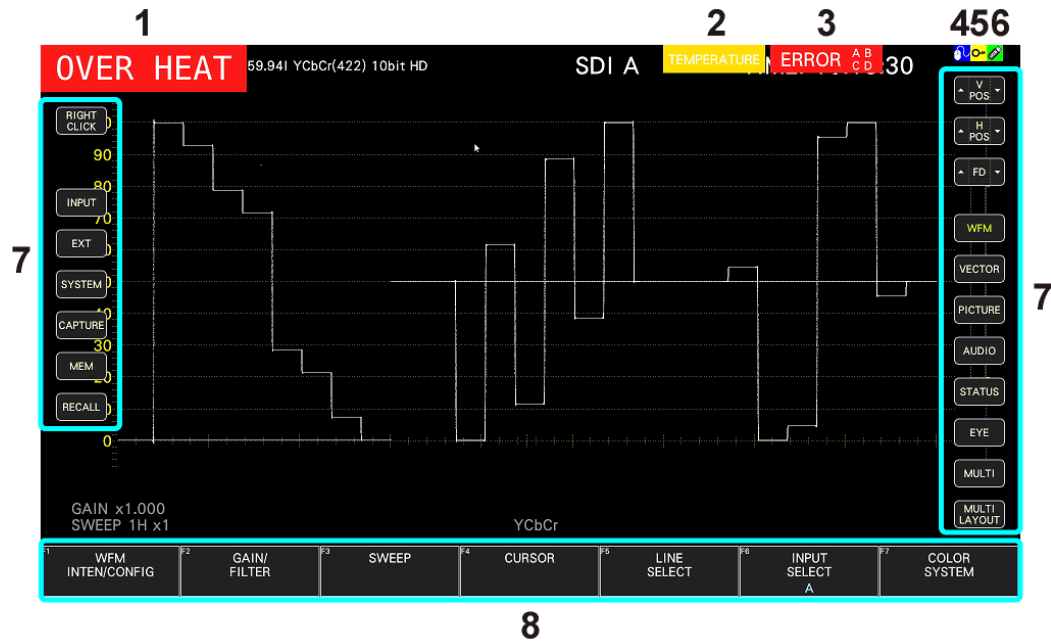 1 2 3 456
OVER HEAT 59.94I YCbCr(422) 10bit HD SDI A TEMPERATURE ERROR A B C D :30
RIGHT
CLICK
90
80
INPUT
70
EXT
SYSTEM
7
CAPTURE
30
MEM
RECALL
0
V
POS
H
POS
FD
WFM
VECTOR
7
PICTURE
AUDIO
STATUS
EYE
MULTI
MULTI
LAYOUT
GAIN x1.000
SWEEP 1H x1
YCbCr
F1 WFM
INTEN/CONFIG
F2 GAIN/
FILTER
F3 SWEEP
F4 CURSOR
F5 LINE
SELECT
F6 INPUT
SELECT
A
F7 COLOR
SYSTEM
8